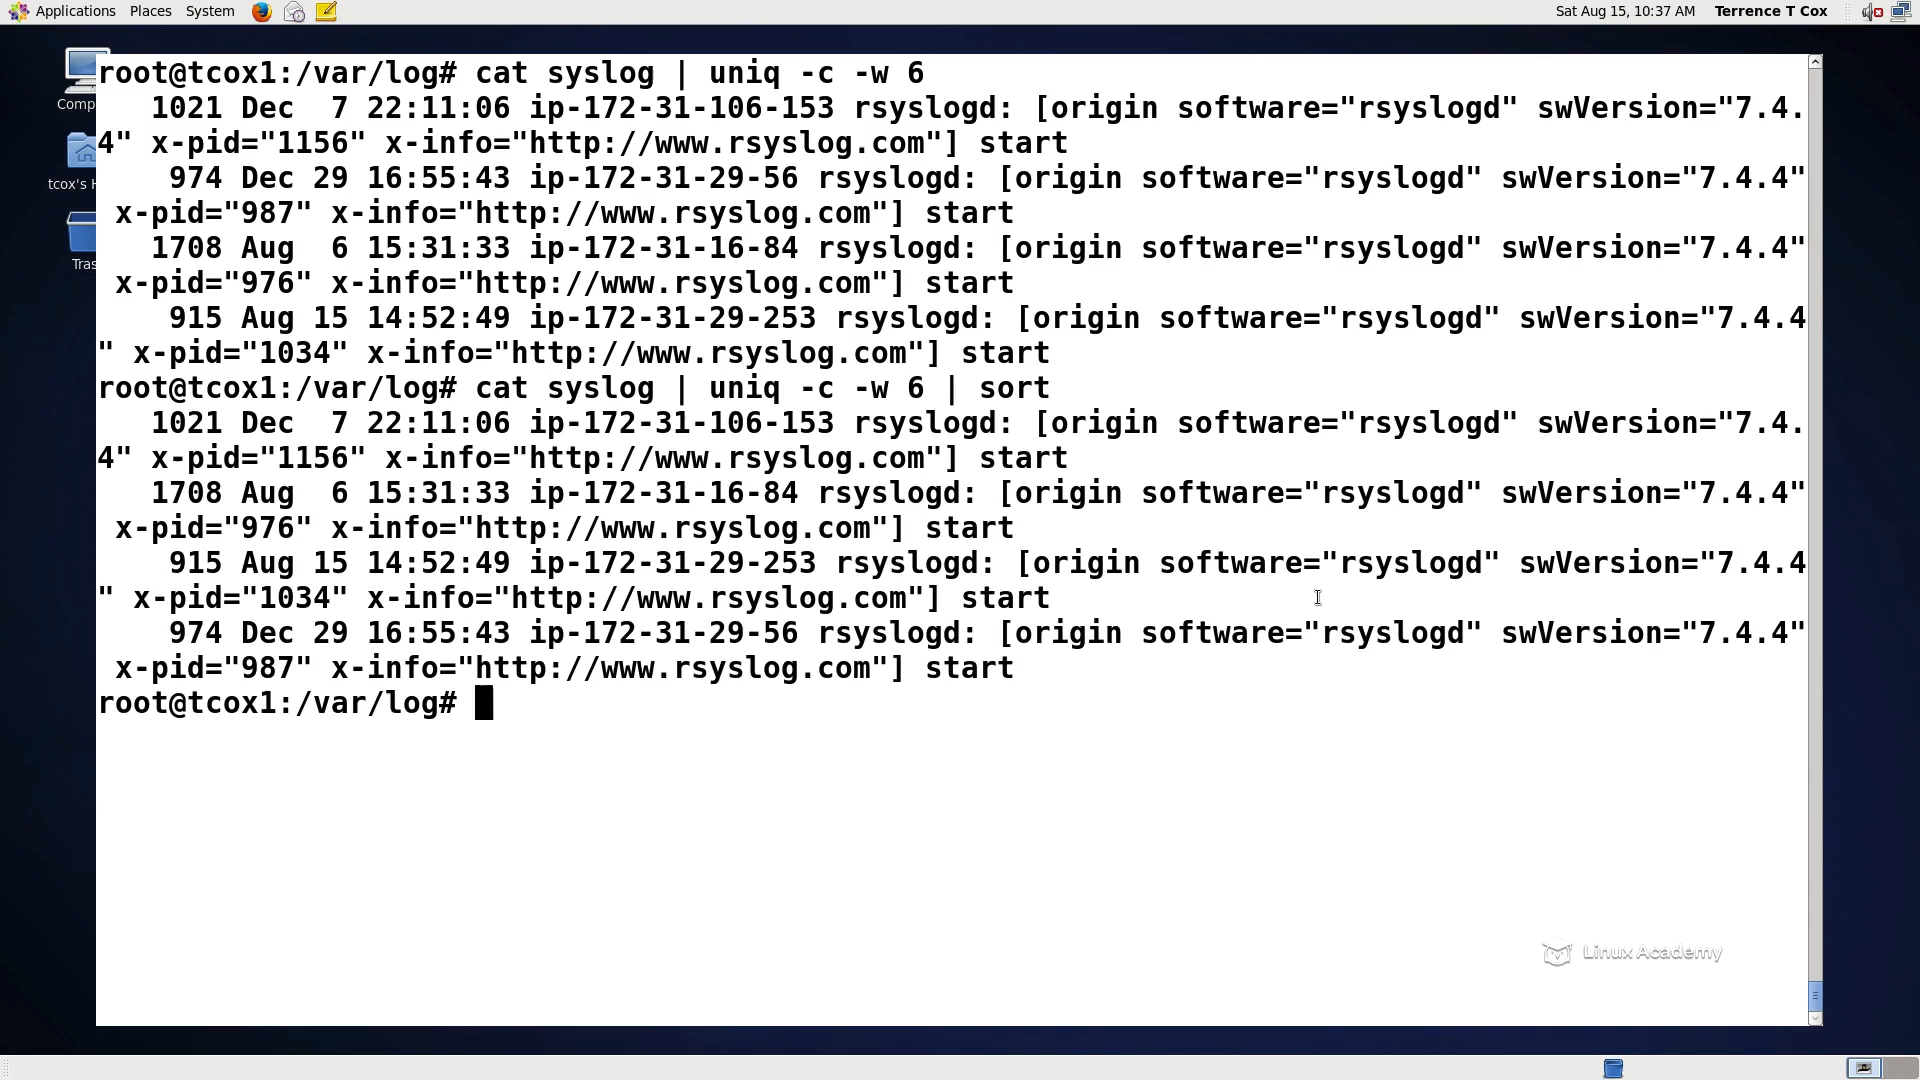 Applications Places System Sat Aug 15, 10:37 AM Terrence T Cox
Comp
tcox's H
Tras
root@tcox1:/var/log# cat syslog | uniq -c -w 6
   1021 Dec  7 22:11:06 ip-172-31-106-153 rsyslogd: [origin software="rsyslogd" swVersion="7.4.
4" x-pid="1156" x-info="http://www.rsyslog.com"] start
    974 Dec 29 16:55:43 ip-172-31-29-56 rsyslogd: [origin software="rsyslogd" swVersion="7.4.4"
 x-pid="987" x-info="http://www.rsyslog.com"] start
   1708 Aug  6 15:31:33 ip-172-31-16-84 rsyslogd: [origin software="rsyslogd" swVersion="7.4.4"
 x-pid="976" x-info="http://www.rsyslog.com"] start
    915 Aug 15 14:52:49 ip-172-31-29-253 rsyslogd: [origin software="rsyslogd" swVersion="7.4.4
" x-pid="1034" x-info="http://www.rsyslog.com"] start
root@tcox1:/var/log# cat syslog | uniq -c -w 6 | sort
   1021 Dec  7 22:11:06 ip-172-31-106-153 rsyslogd: [origin software="rsyslogd" swVersion="7.4.
4" x-pid="1156" x-info="http://www.rsyslog.com"] start
   1708 Aug  6 15:31:33 ip-172-31-16-84 rsyslogd: [origin software="rsyslogd" swVersion="7.4.4"
 x-pid="976" x-info="http://www.rsyslog.com"] start
    915 Aug 15 14:52:49 ip-172-31-29-253 rsyslogd: [origin software="rsyslogd" swVersion="7.4.4
" x-pid="1034" x-info="http://www.rsyslog.com"] start
    974 Dec 29 16:55:43 ip-172-31-29-56 rsyslogd: [origin software="rsyslogd" swVersion="7.4.4"
 x-pid="987" x-info="http://www.rsyslog.com"] start
root@tcox1:/var/log#
Linux Academy